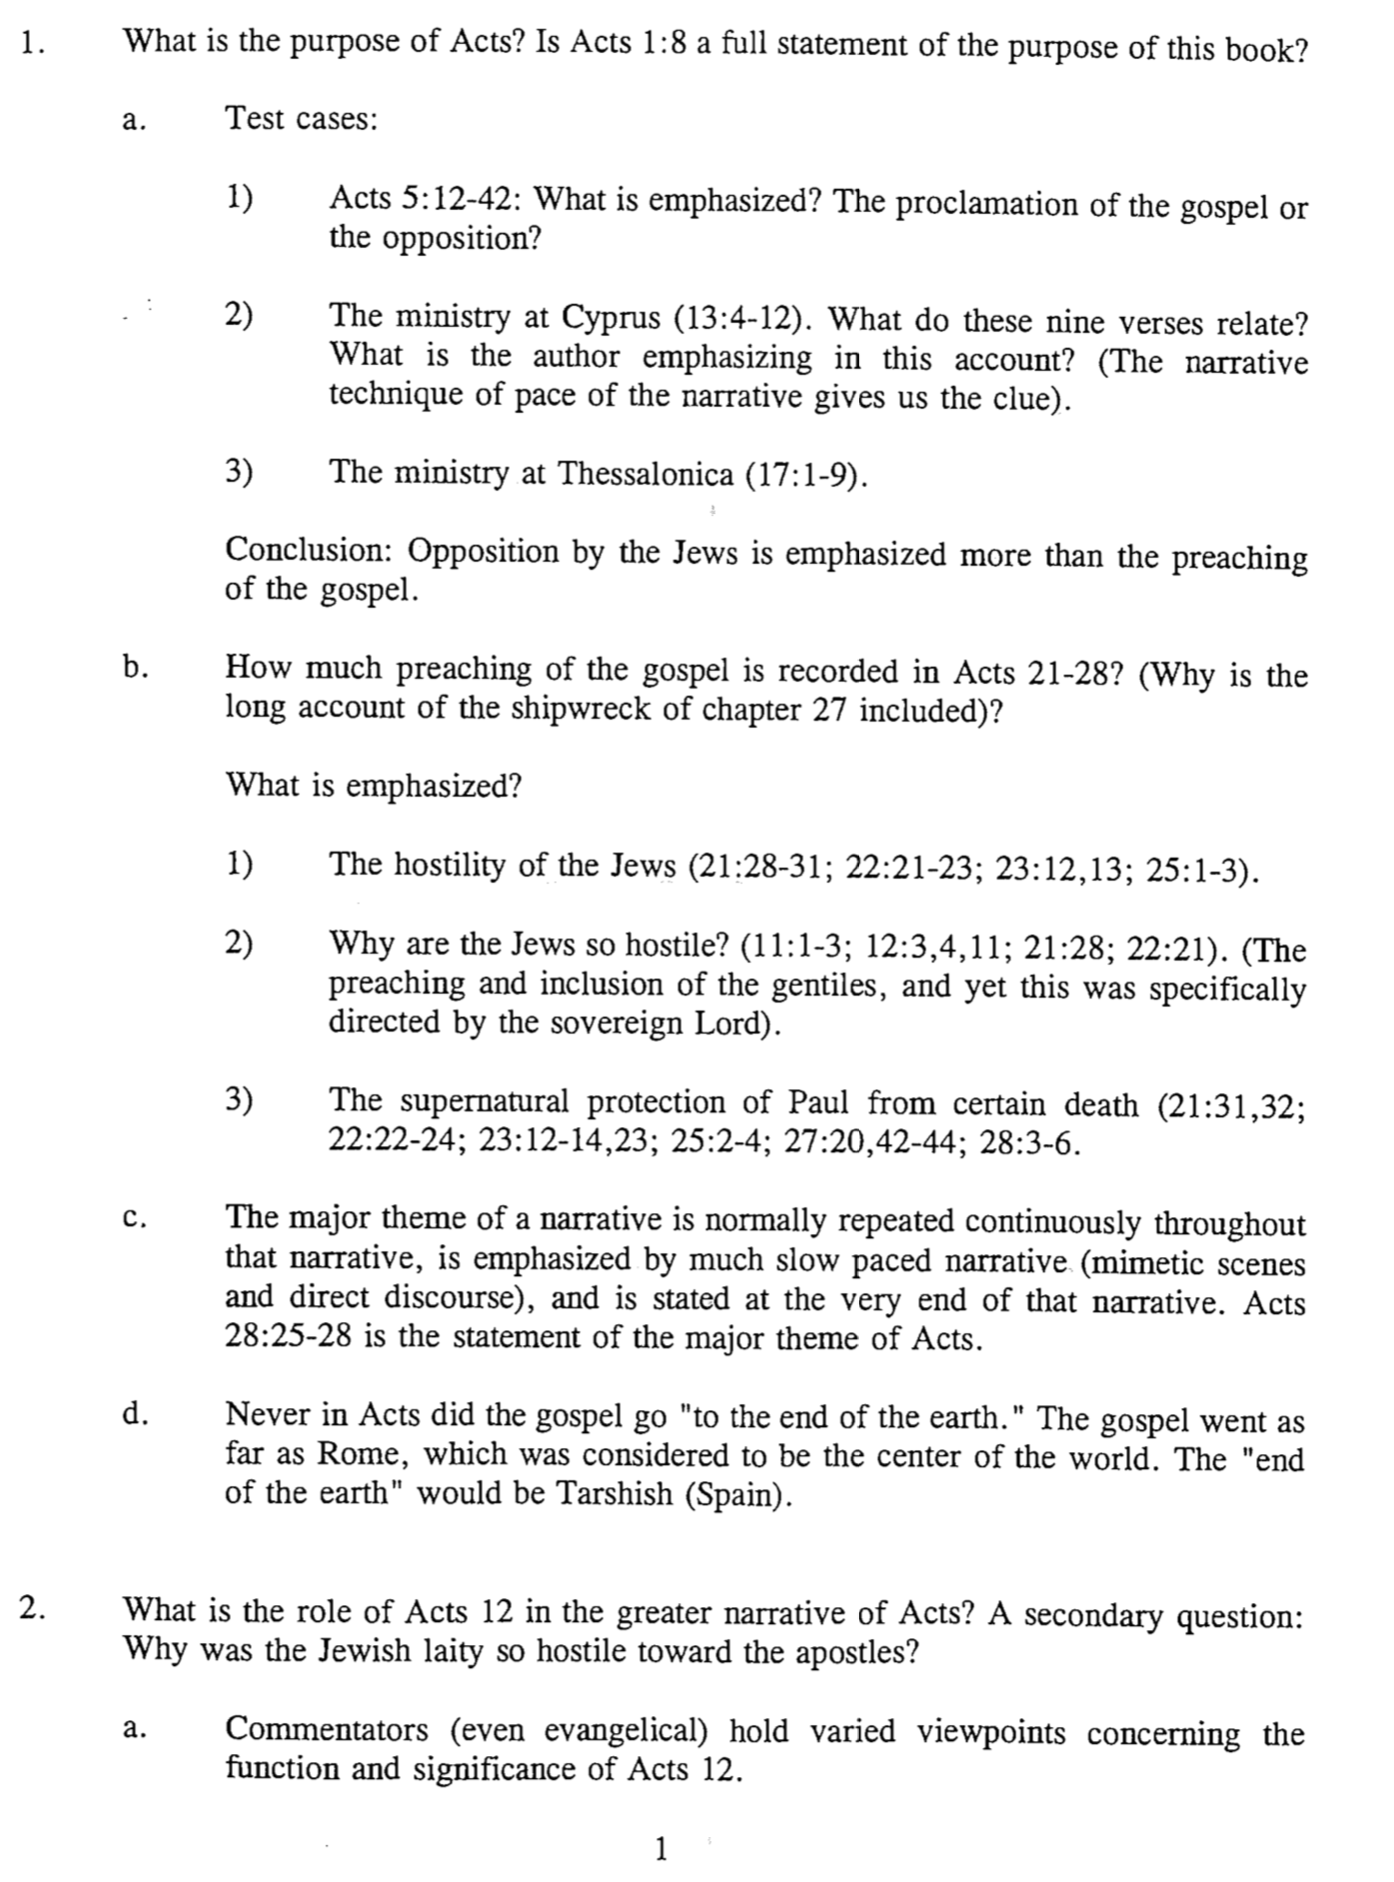 1. What is the purpose of Acts? Is Acts 1:8 a full statement of the purpose of this book?
a. Test cases:
1) Acts 5:12-42: What is emphasized? The proclamation of the gospel or
the opposition?
2) The ministry at Cyprus (13:4-12). What do these nine verses relate?
What is the author emphasizing in this account? (The narrative
technique of pace of the narrative gives us the clue).
3) The ministry at Thessalonica (17:1-9).
Conclusion: Opposition by the Jews is emphasized more than the preaching
of the gospel.
b. How much preaching of the gospel is recorded in Acts 21-28? (Why is the
long account of the shipwreck of chapter 27 included)?
What is emphasized?
1) The hostility of the Jews (21:28-31; 22:21-23; 23:12,13; 25:1-3).
2) Why are the Jews so hostile? (11:1-3; 12:3,4,11; 21:28; 22:21). (The
preaching and inclusion of the gentiles, and yet this was specifically
directed by the sovereign Lord).
3) The supernatural protection of Paul from certain death (21:31,32;
22:22-24; 23:12-14,23; 25:2-4; 27:20,42-44; 28:3-6.
c. The major theme of a narrative is normally repeated continuously throughout
that narrative, is emphasized by much slow paced narrative (mimetic scenes
and direct discourse), and is stated at the very end of that narrative. Acts
28:25-28 is the statement of the major theme of Acts.
d. Never in Acts did the gospel go "to the end of the earth." The gospel went as
far as Rome, which was considered to be the center of the world. The "end
of the earth" would be Tarshish (Spain).
2. What is the role of Acts 12 in the greater narrative of Acts? A secondary question:
Why was the Jewish laity so hostile toward the apostles?
a. Commentators (even evangelical) hold varied viewpoints concerning the
function and significance of Acts 12.
1